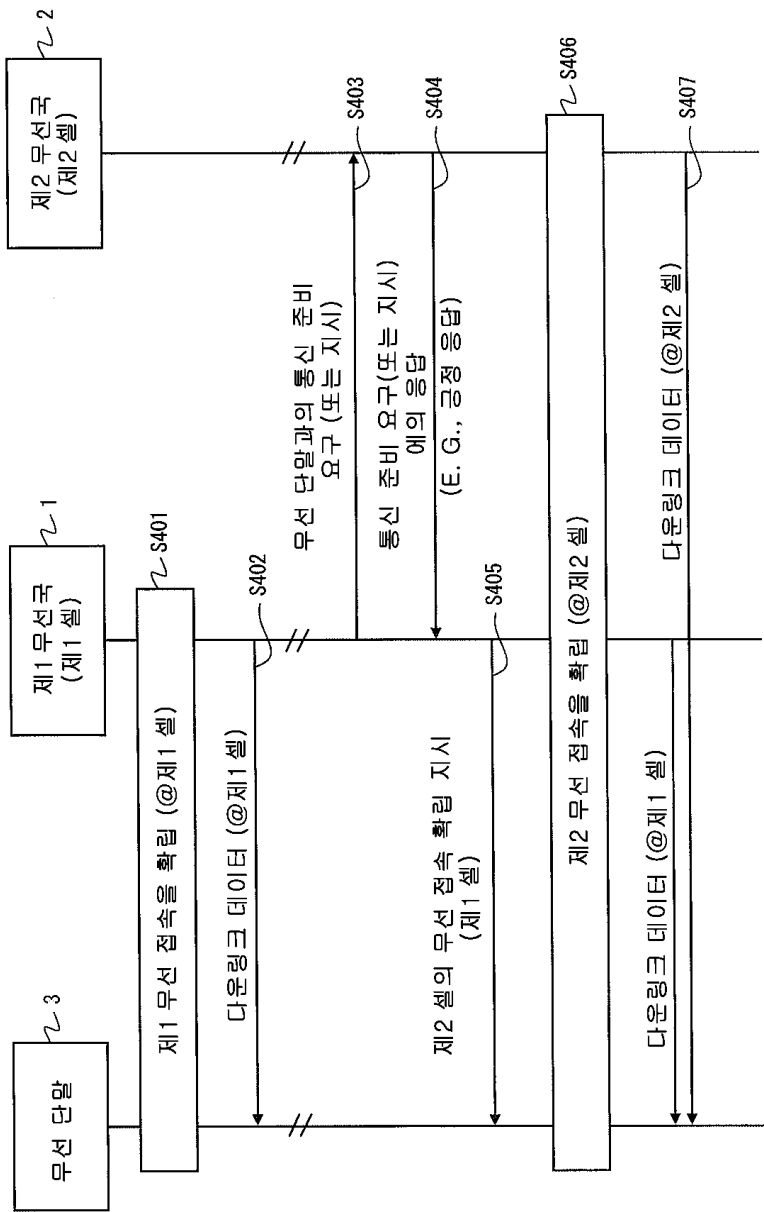 무선 단말
3
제1 무선국
(제1 셀)
1
제2 무선국
(제2 셀)
2
제1 무선 접속을 확립 (@제1 셀)
S401
다운링크 데이터 (@제1셀)
S402
무선 단말과의 통신 준비
요구 (또는 지시)
S403
통신 준비 요구(또는 지시)
에의 응답
(E. G., 긍정 응답)
S404
제2 셀의 무선 접속 확립 지시
(제1 셀)
S405
제2 무선 접속을 확립 (@제2 셀)
S406
다운링크 데이터 (@제1 셀)
다운링크 데이터 (@제2 셀)
S407